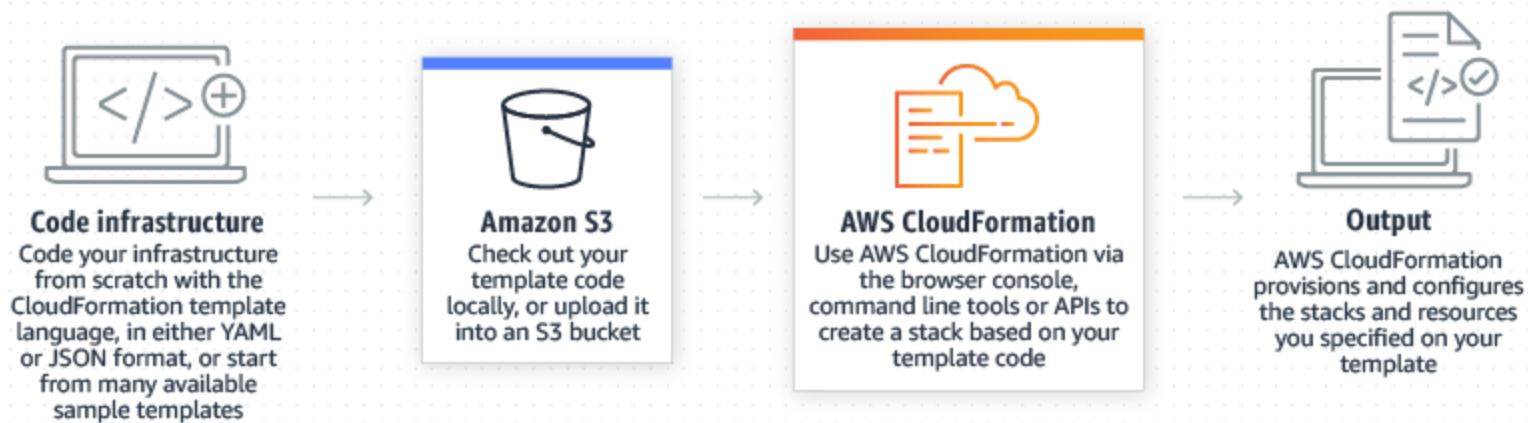 </>
Code infrastructure
Code your infrastructure
from scratch with the
CloudFormation template
language, in either YAML
or JSON format, or start
from many available
sample templates
Amazon S3
Check out your
template code
locally, or upload it
into an S3 bucket
AWS CloudFormation
Use AWS CloudFormation via
the browser console,
command line tools or APIs to
create a stack based on your
template code
</>
Output
AWS CloudFormation
provisions and configures
the stacks and resources
you specified on your
template